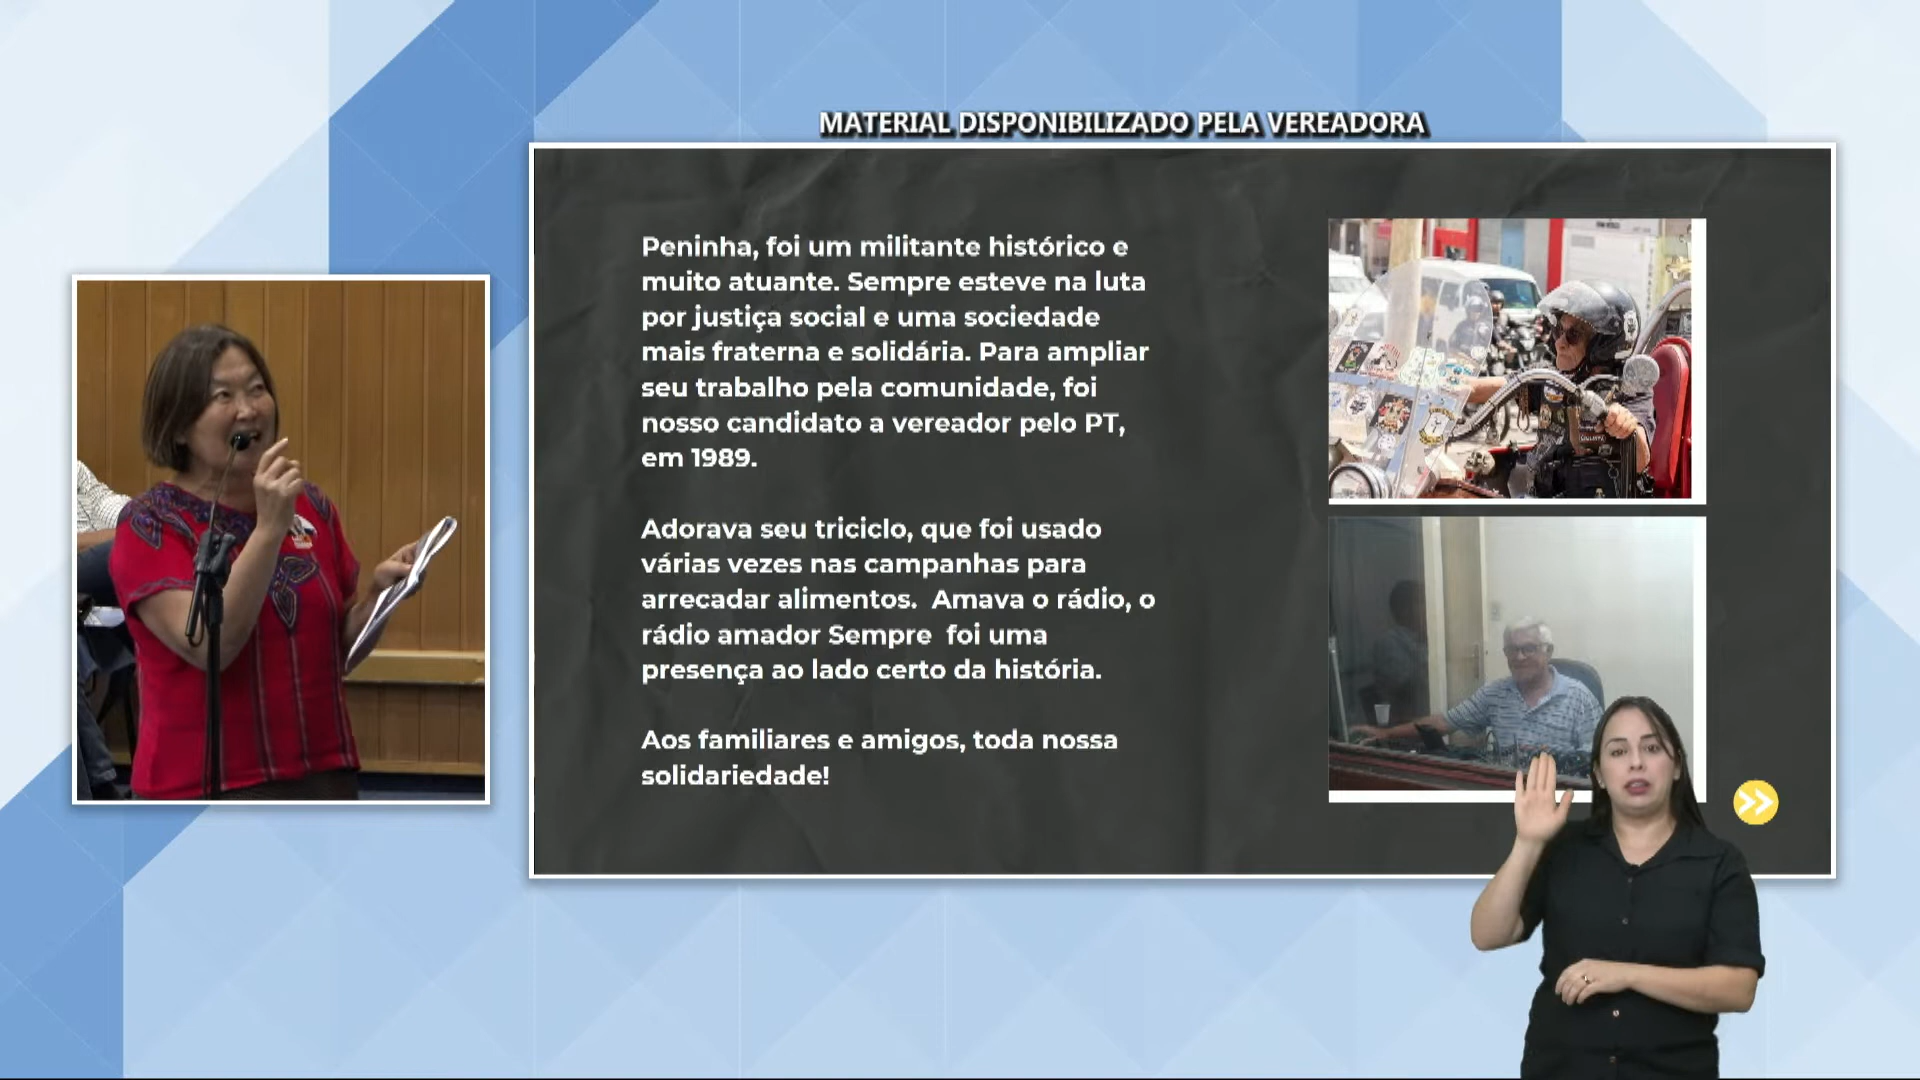 MATERIAL DISPONIBILIZADO PELA VEREADORA
Peninha, foi um militante histórico e
muito atuante. Sempre esteve na luta
por justiça social e uma sociedade
mais fraterna e solidária. Para ampliar
seu trabalho pela comunidade, foi
nosso candidato a vereador pelo PT,
em 1989.
Adorava seu triciclo, que foi usado
várias vezes nas campanhas para
arrecadar alimentos.  Amava o rádio, o
rádio amador Sempre  foi uma
presença ao lado certo da história.
Aos familiares e amigos, toda nossa
solidariedade!